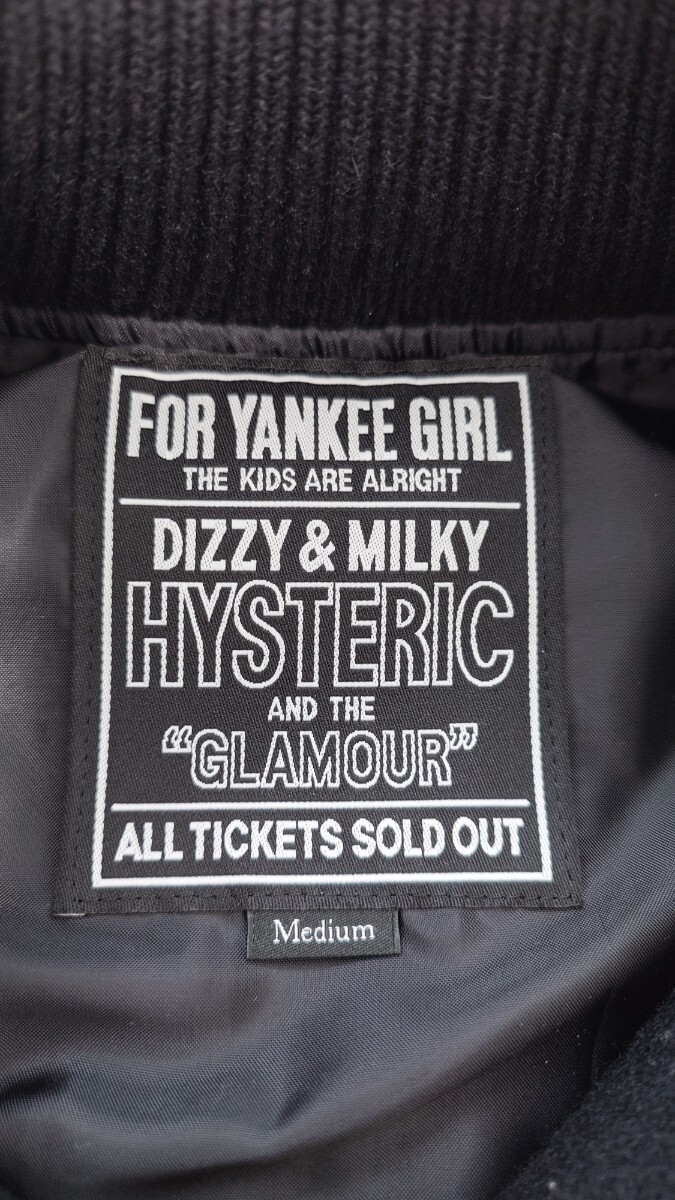 FOR YANKEE GIRL
THE KIDS ARE ALRIGHT
DIZZY & MILKY
HYSTERIC
AND THE
“GLAMOUR”
ALL TICKETS SOLD OUT
Medium